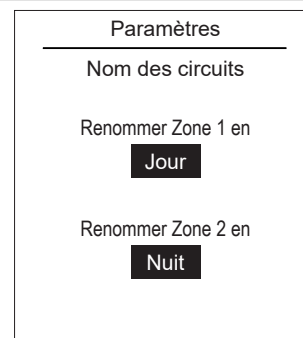 Paramètres
Nom des circuits
Renommer Zone 1 en
Jour
Renommer Zone 2 en
Nuit